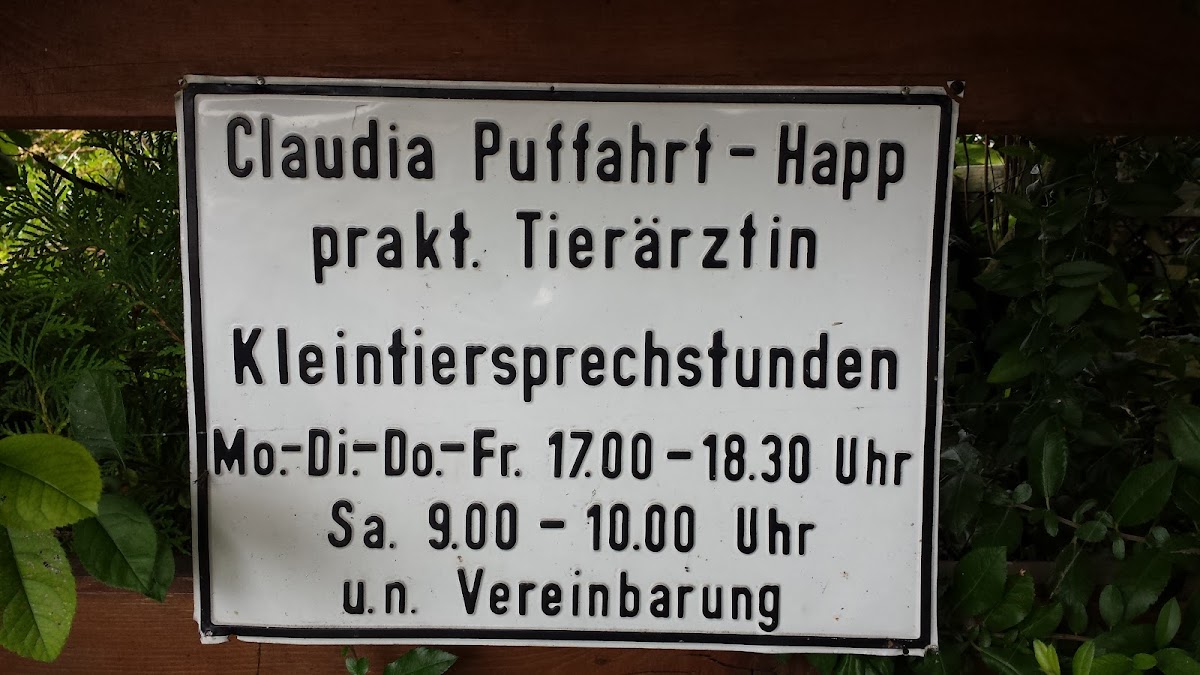 Claudia Puffahrt - Happ
prakt. Tierärztin
Kleintiersprechstunden
Mo.-Di.-Do.-Fr. 17.00 - 18.30 Uhr
Sa. 9.00 - 10.00 Uhr
u.n. Vereinbarung